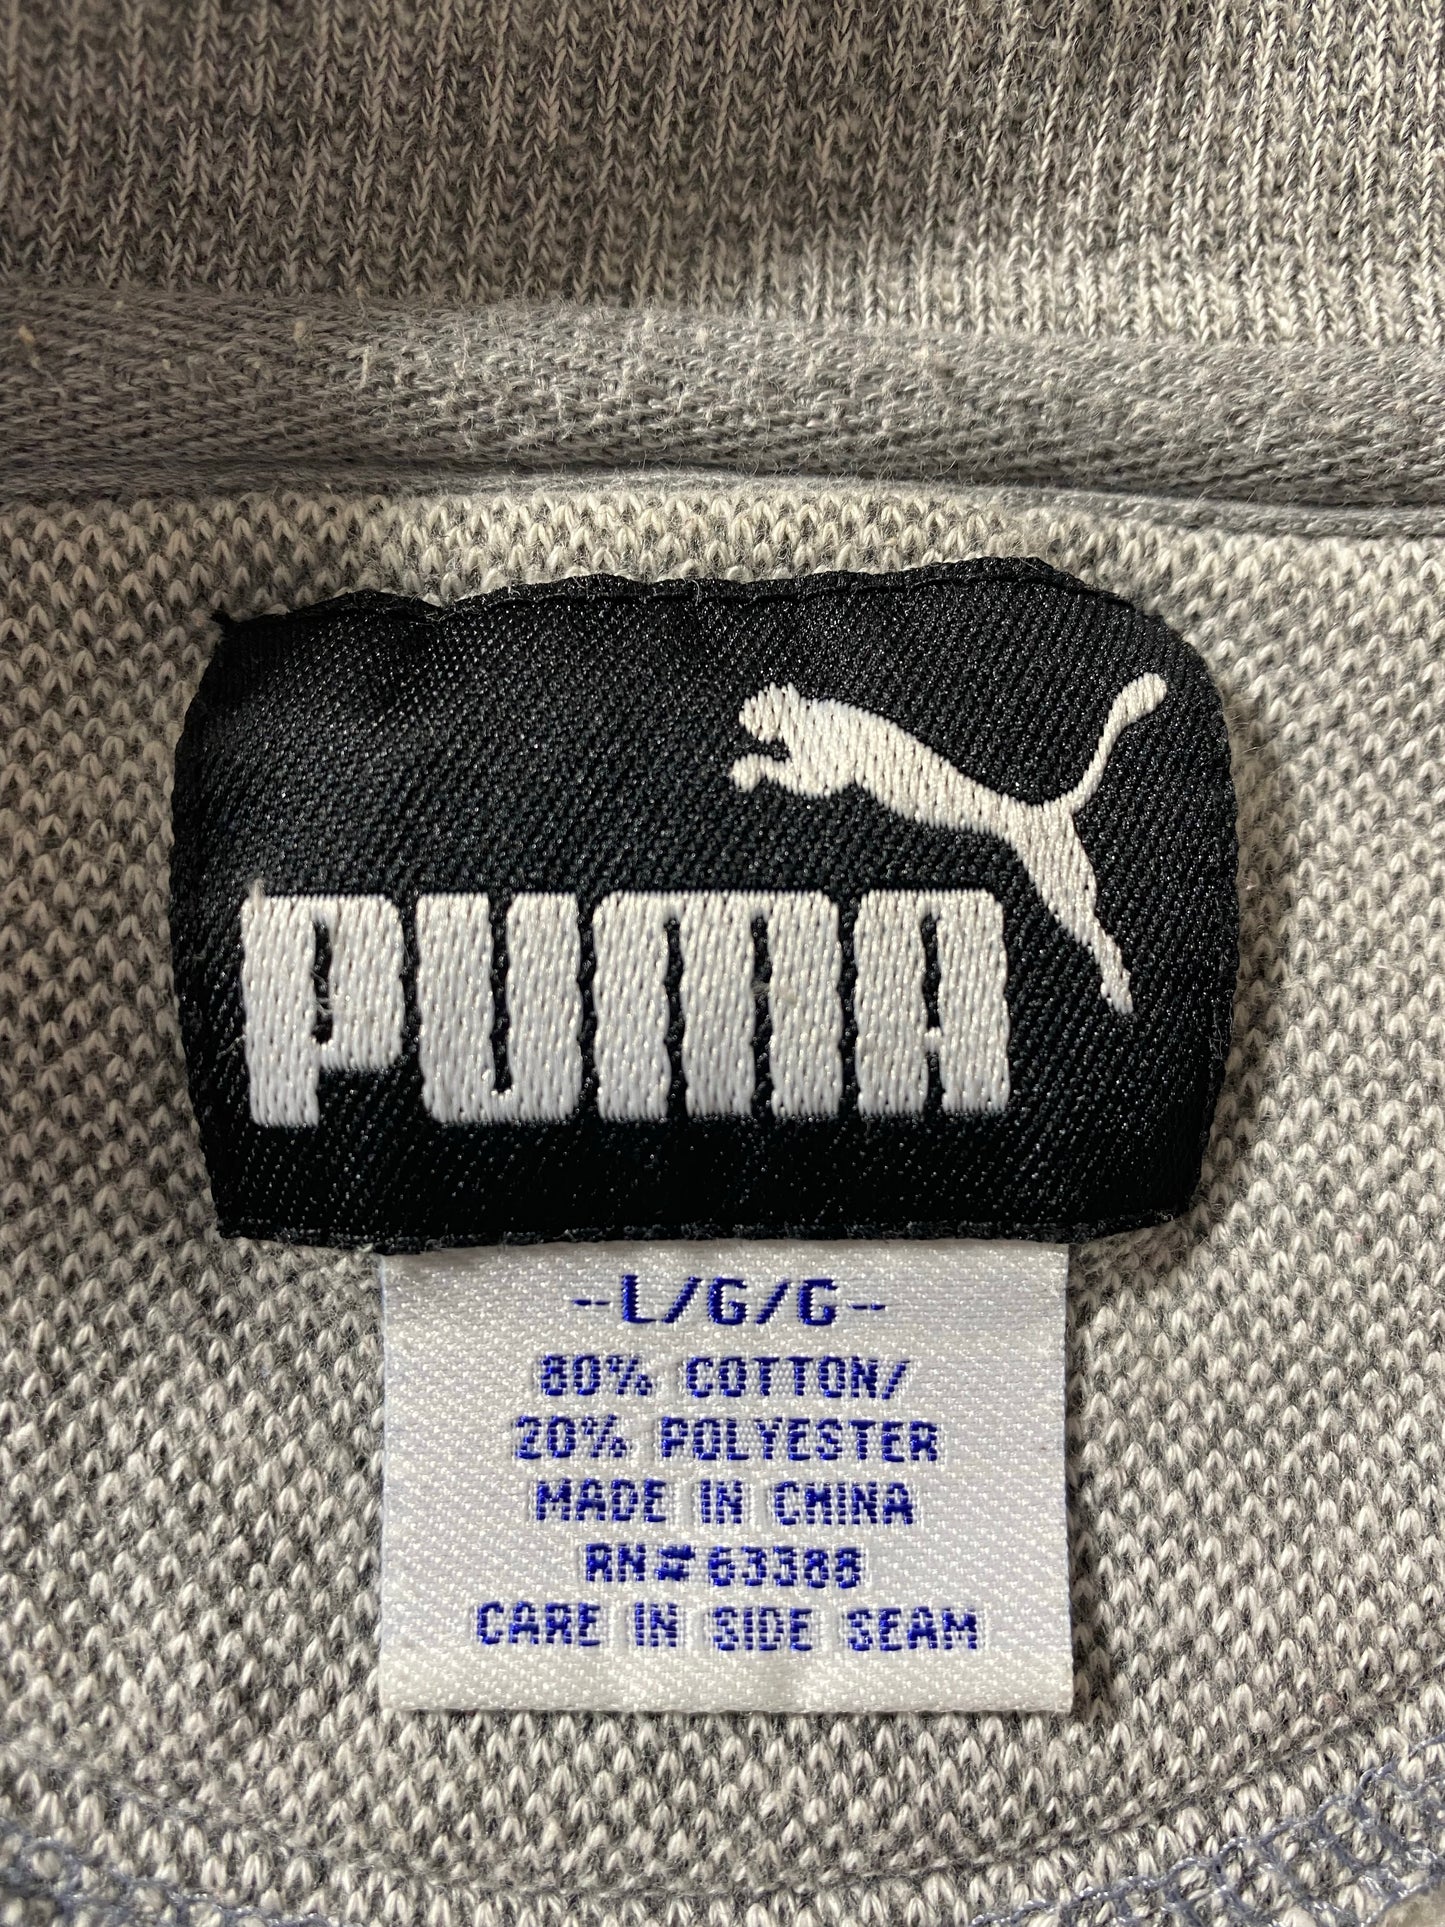 PUMA
-L/G/G-
80% COTTON/
20% POLYESTER
MADE IN CHINA
RN#63388
CARE IN SIDE SEAM